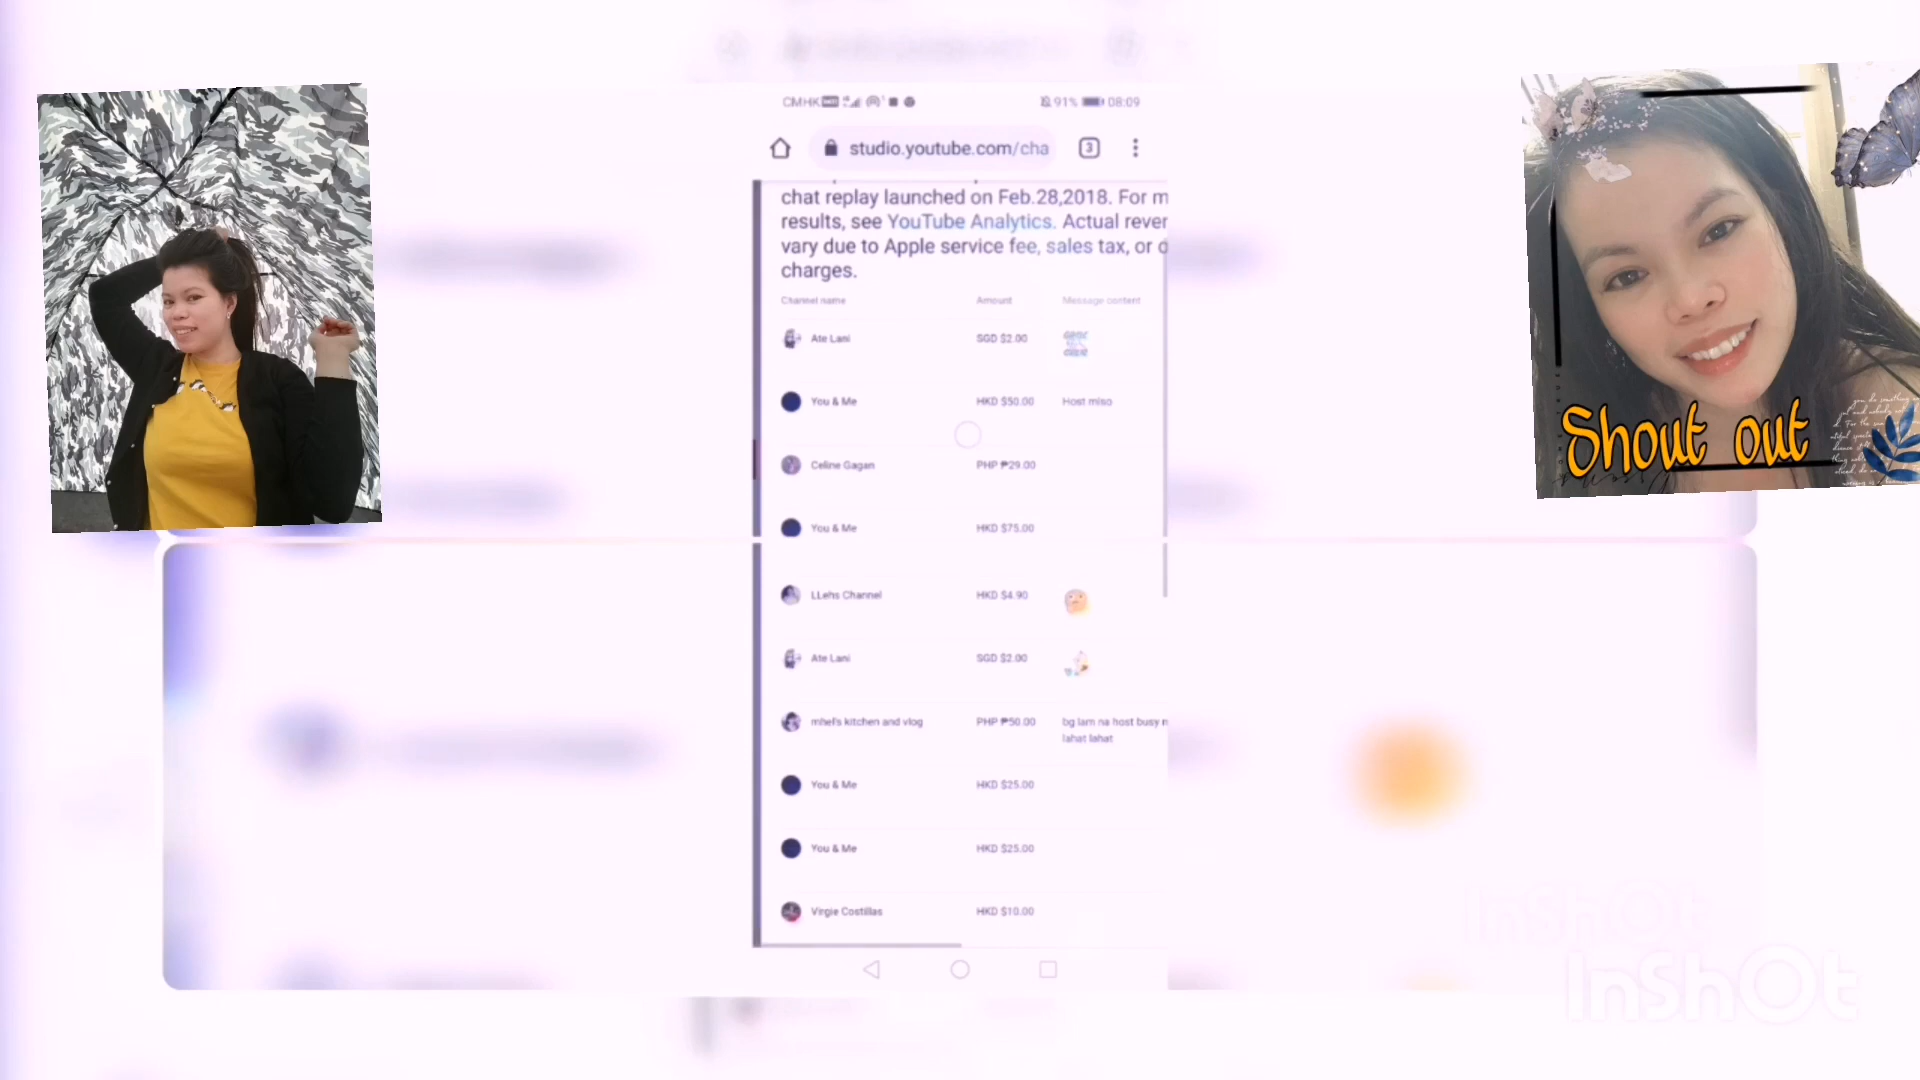 CMHK
91% 08:09
studio.youtube.com/cha
3
chat replay launched on Feb.28,2018. For m
results, see YouTube Analytics. Actual rever
vary due to Apple service fee, sales tax, or o
charges.
Channel name Amount Message content
Ate Lani SGD $2.00
You & Me HKD $50.00 Host miso
Celine Gagan PHP ₱29.00
You & Me HKD $75.00
LLehs Channel HKD $4.90
Ate Lani SGD $2.00
mhel's kitchen and vlog PHP ₱50.00 bg lam na host busy n
lahat lahat
You & Me HKD $25.00
You & Me HKD $25.00
Virgie Costillas HKD $10.00
Shout out
InShOt
InShOt